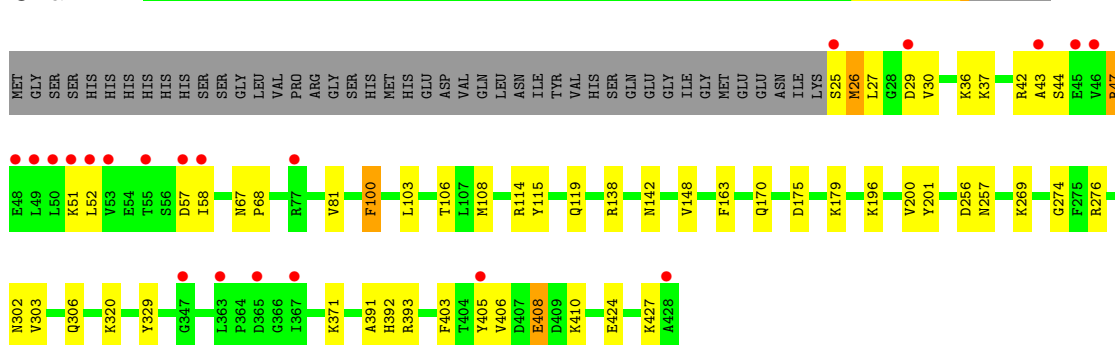 MET GLY SER SER HIS HIS HIS HIS HIS HIS SER SER GLY LEU VAL PRO ARG GLY SER HIS MET HIS GLU ASP VAL GLN LEU ASN ILE TYR VAL HIS SER GLN GLU GLY ILE GLY MET GLU GLU ASN ILE LYS S25 M26 L27 G28 D29 V30 K36 K37 R42 A43 S44 E45 V46 R47
E48 L49 L50 K51 L52 V53 E54 T55 S56 D57 I58 N67 P68 R77 V81 F100 L103 T106 L107 M108 R114 Y115 Q119 R138 N142 V148 F163 Q170 D175 K179 K196 V200 Y201 D256 N257 K269 G274 F275 R276
N302 V303 Q306 K320 Y329 G347 L363 P364 D365 G366 I367 K371 A391 H392 R393 F403 T404 Y405 V406 D407 E408 D409 K410 E424 K427 A428